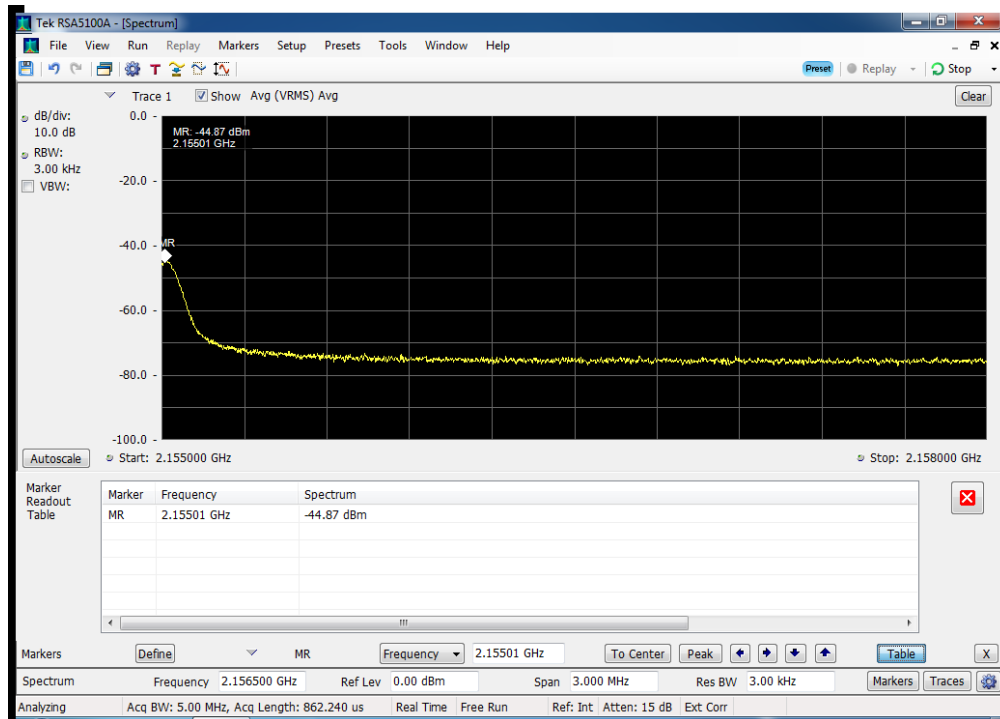 Tek RSA5100A - [Spectrum]
File View Run Replay Markers Setup Presets Tools Window Help
T
Preset Replay Stop
Trace 1 Show Avg (VRMS) Avg Clear
dB/div:
10.0 dB
RBW:
3.00 kHz
VBW:
0.0
MR: -44.87 dBm
2.15501 GHz
-20.0
-40.0
MR
-60.0
-80.0
-100.0
Autoscale Start: 2.155000 GHz Stop: 2.158000 GHz
Marker
Readout
Table
Marker Frequency Spectrum
MR 2.15501 GHz -44.87 dBm
Markers Define MR Frequency 2.15501 GHz To Center Peak Table X
Spectrum Frequency 2.156500 GHz Ref Lev 0.00 dBm Span 3.000 MHz Res BW 3.00 kHz Markers Traces
Analyzing Acq BW: 5.00 MHz, Acq Length: 862.240 us Real Time Free Run Ref: Int Atten: 15 dB Ext Corr